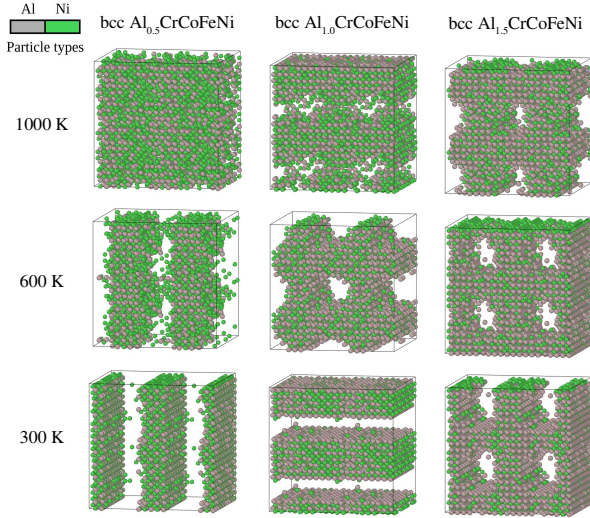 Al Ni
Particle types
bcc Al0.5CrCoFeNi
bcc Al1.0CrCoFeNi
bcc Al1.5CrCoFeNi
1000 K
600 K
300 K